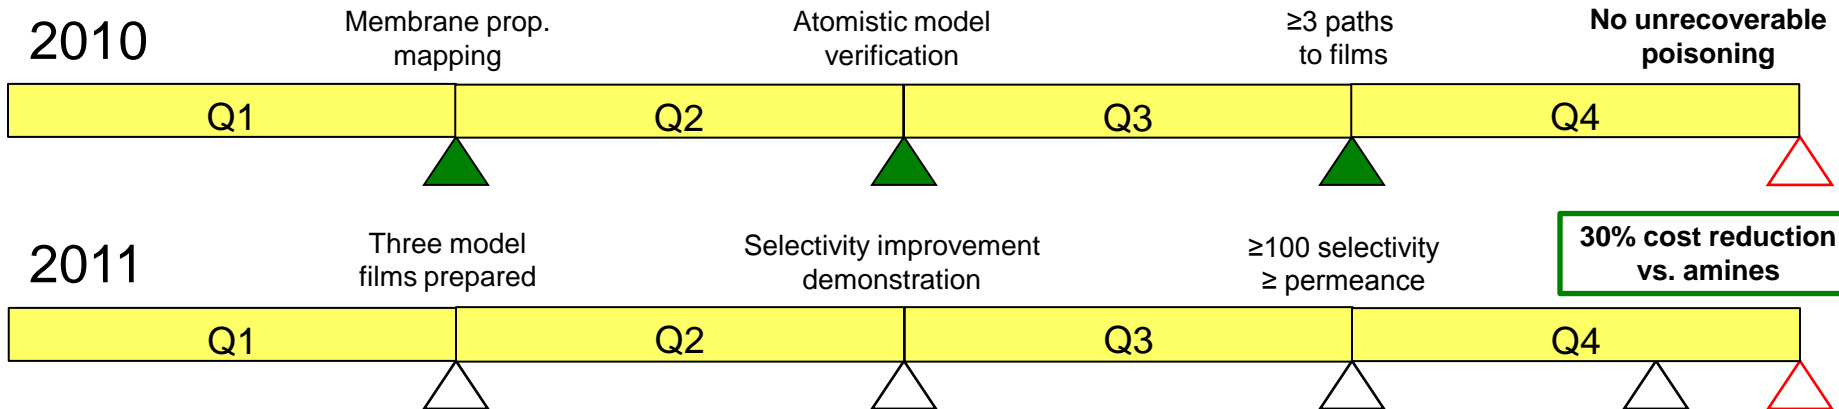 2010
Membrane prop.
mapping
Atomistic model
verification
≥3 paths
to films
No unrecoverable
poisoning
Q1
Q2
Q3
Q4
2011
Three model
films prepared
Selectivity improvement
demonstration
≥100 selectivity
≥ permeance
30% cost reduction
vs. amines
Q1
Q2
Q3
Q4